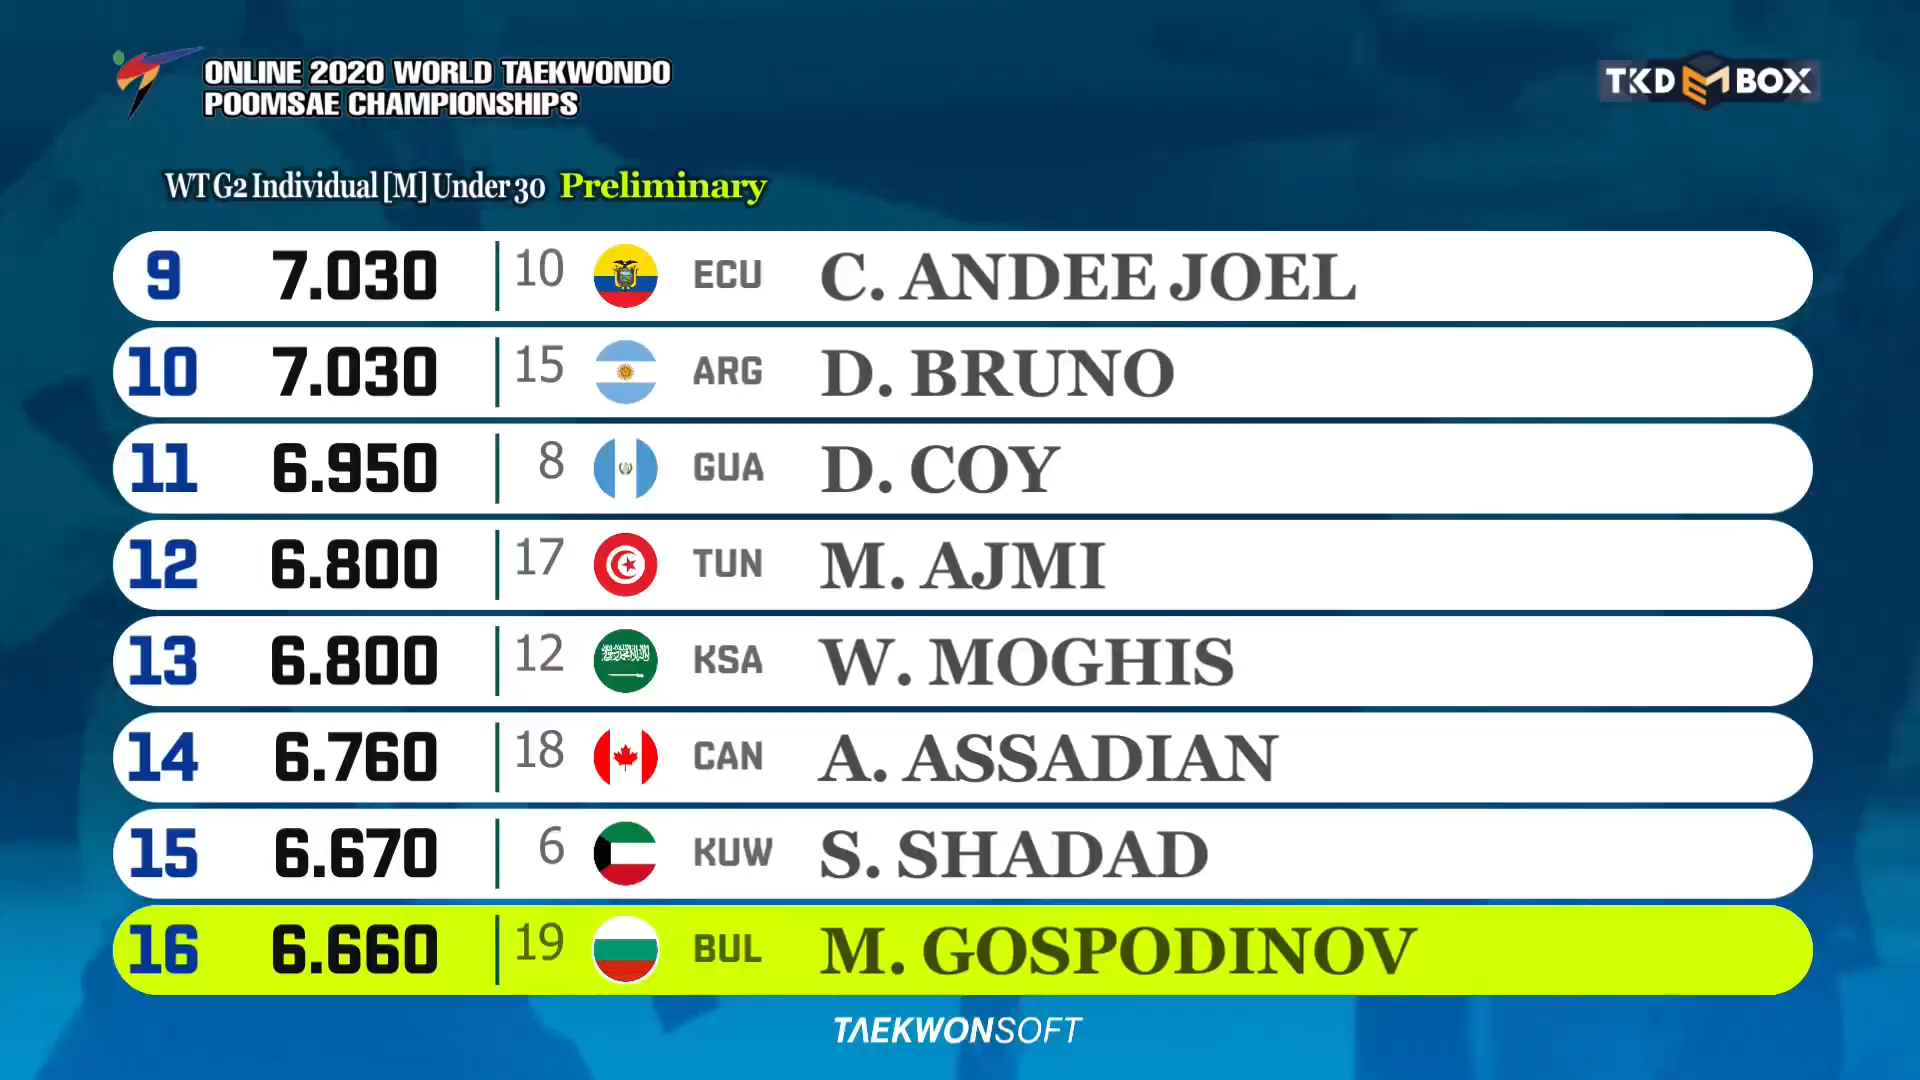 ONLINE 2020 WORLD TAEKWONDO
POOMSAE CHAMPIONSHIPS
TKD BOX
WT G2 Individual [M] Under 30 Preliminary
9 7.030 10 ECU C. ANDEE JOEL
10 7.030 15 ARG D. BRUNO
11 6.950 8 GUA D. COY
12 6.800 17 TUN M. AJMI
13 6.800 12 KSA W. MOGHIS
14 6.760 18 CAN A. ASSADIAN
15 6.670 6 KUW S. SHADAD
16 6.660 19 BUL M. GOSPODINOV
TAEKWONSOFT